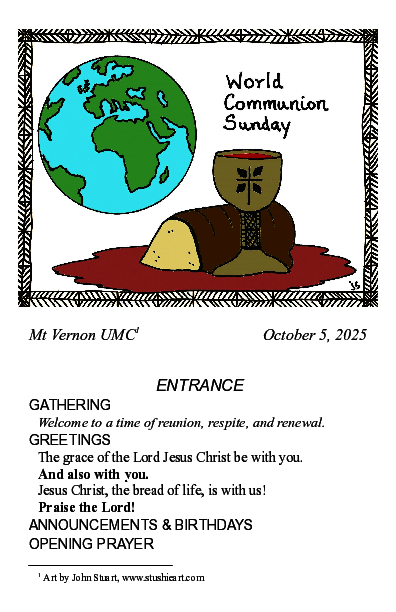 World
Communion
Sunday
Mt Vernon UMC¹
October 5, 2025
ENTRANCE
GATHERING
Welcome to a time of reunion, respite, and renewal.
GREETINGS
The grace of the Lord Jesus Christ be with you.
And also with you.
Jesus Christ, the bread of life, is with us!
Praise the Lord!
ANNOUNCEMENTS & BIRTHDAYS
OPENING PRAYER
¹ Art by John Stuart, www.stushieart.com